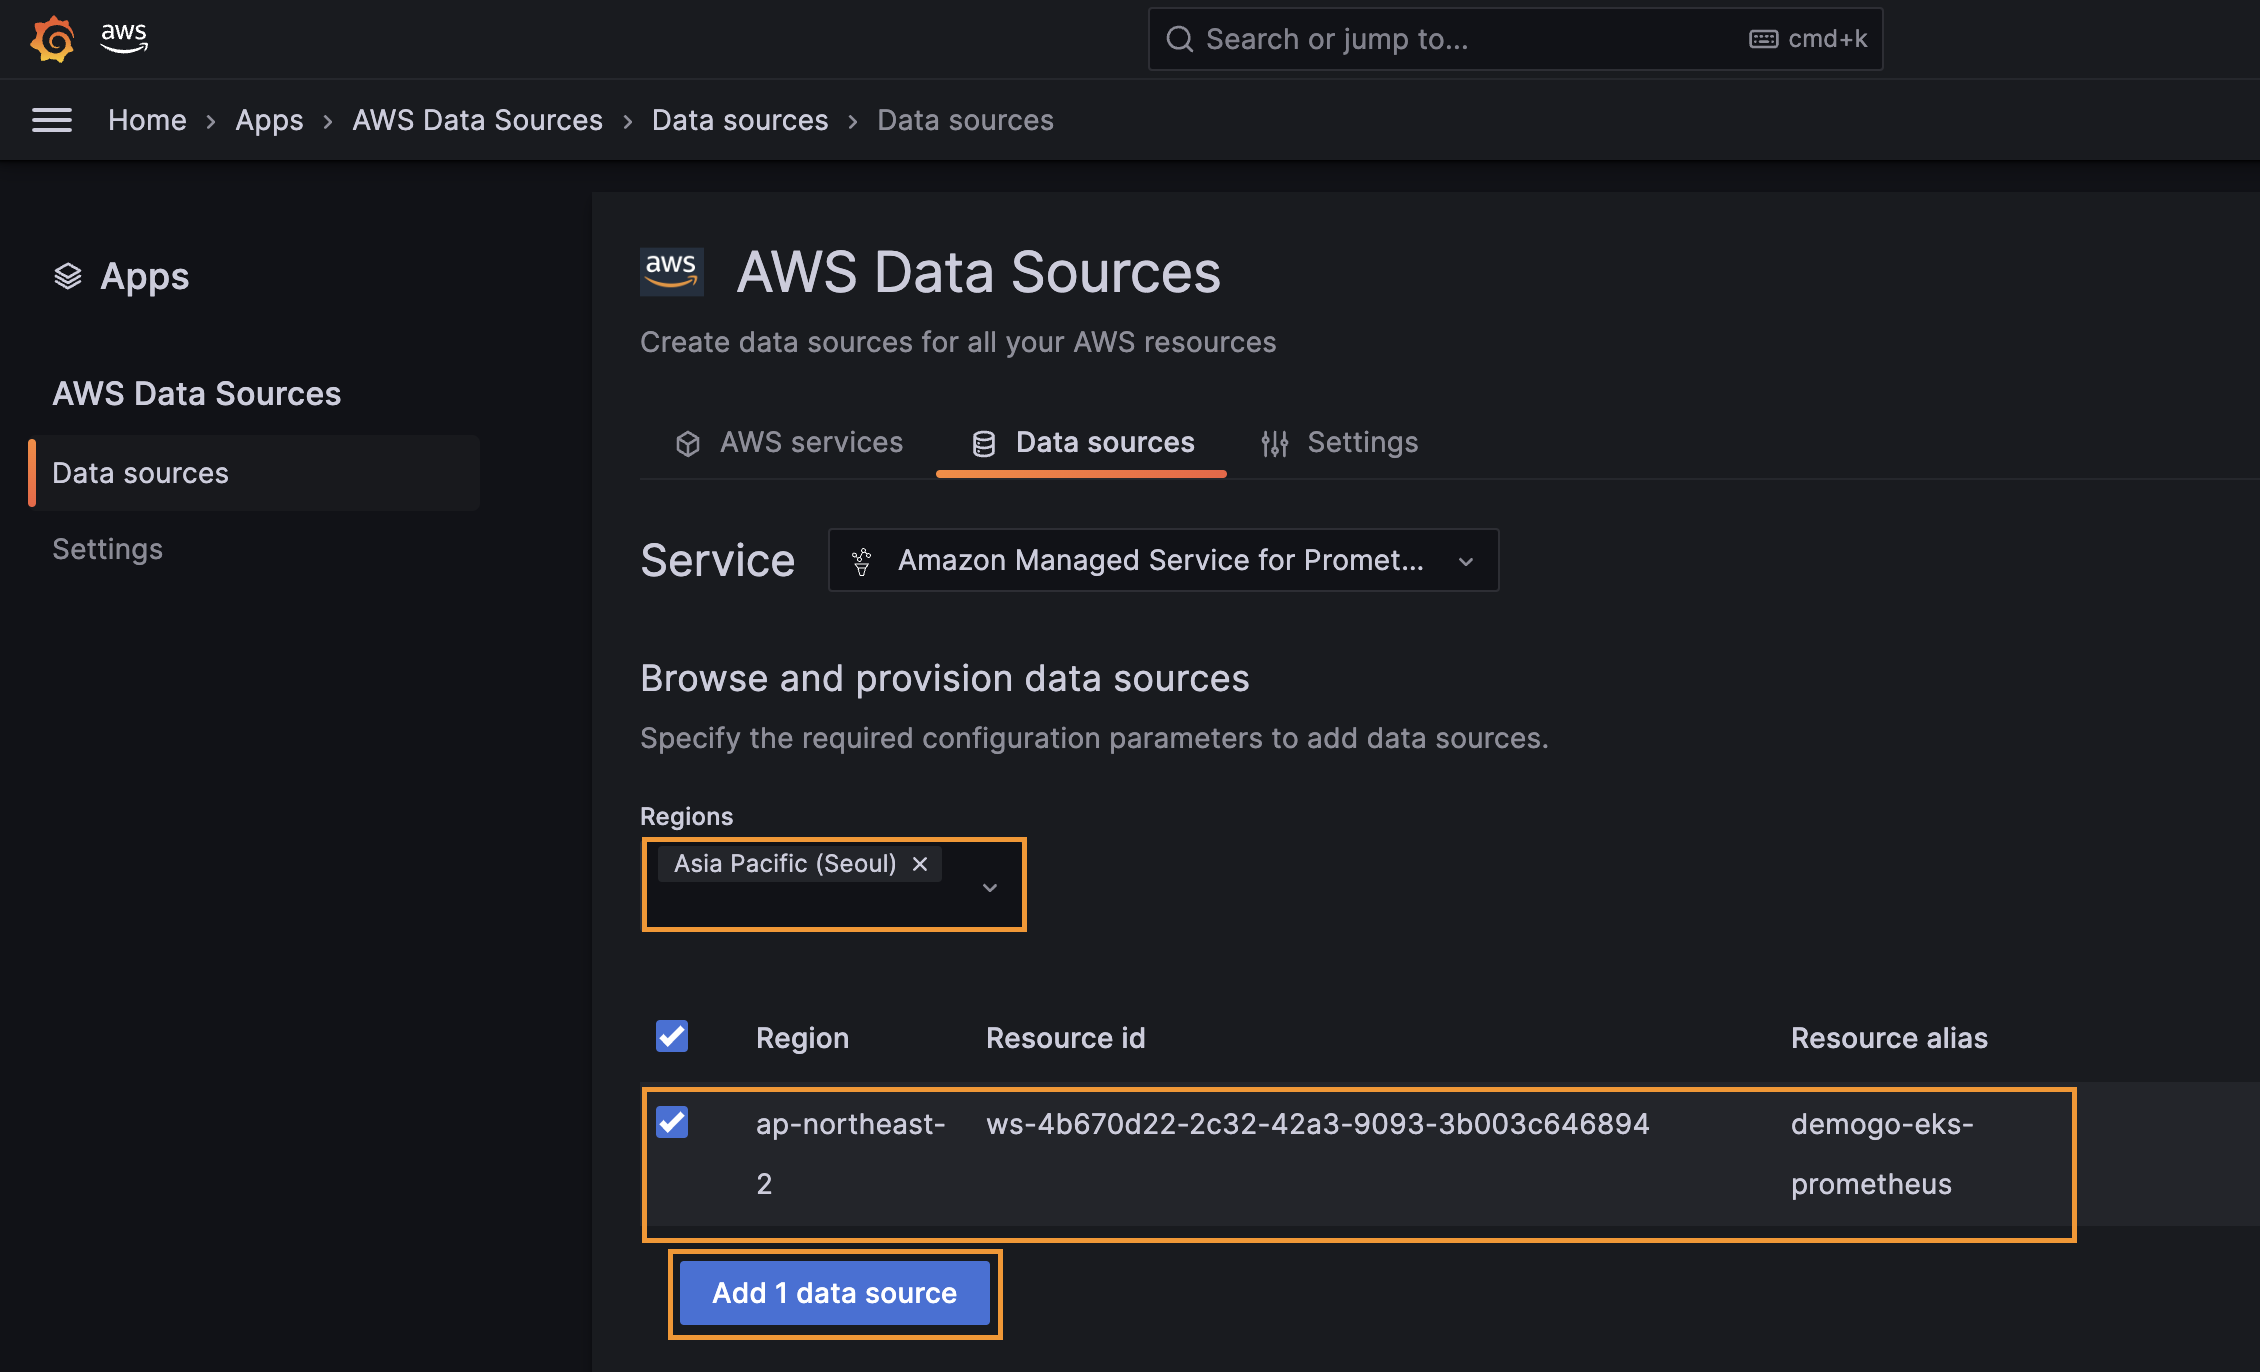 aws
Search or jump to...
cmd+k
Home › Apps › AWS Data Sources › Data sources › Data sources
Apps
AWS Data Sources
Data sources
Settings
aws
AWS Data Sources
Create data sources for all your AWS resources
AWS services
Data sources
Settings
Service
Amazon Managed Service for Promet...
Browse and provision data sources
Specify the required configuration parameters to add data sources.
Regions
Asia Pacific (Seoul)
Region Resource id Resource alias
ap-northeast- ws-4b670d22-2c32-42a3-9093-3b003c646894 demogo-eks-
2 prometheus
Add 1 data source